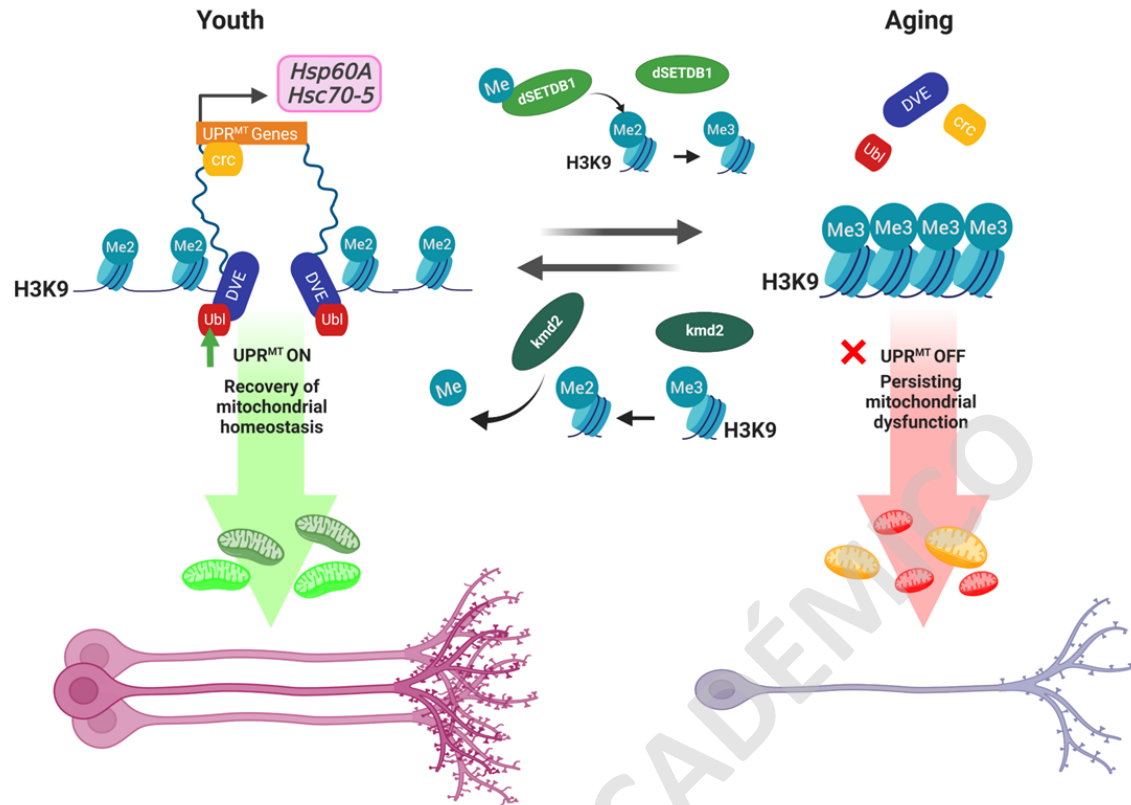 Youth
Aging
Hsp60A
Hsc70-5
UPRMT Genes
crc
Me2
Me2
Me2
Me2
H3K9
DVE
DVE
Ubl
Ubl
UPRMT ON
Recovery of
mitochondrial
homeostasis
Me
dSETDB1
dSETDB1
Me2
Me3
H3K9
kmd2
kmd2
Me
Me2
Me3
H3K9
DVE
crc
Ubl
Me3
Me3
Me3
Me3
H3K9
UPRMT OFF
Persisting
mitochondrial
dysfunction
CADÉMICO